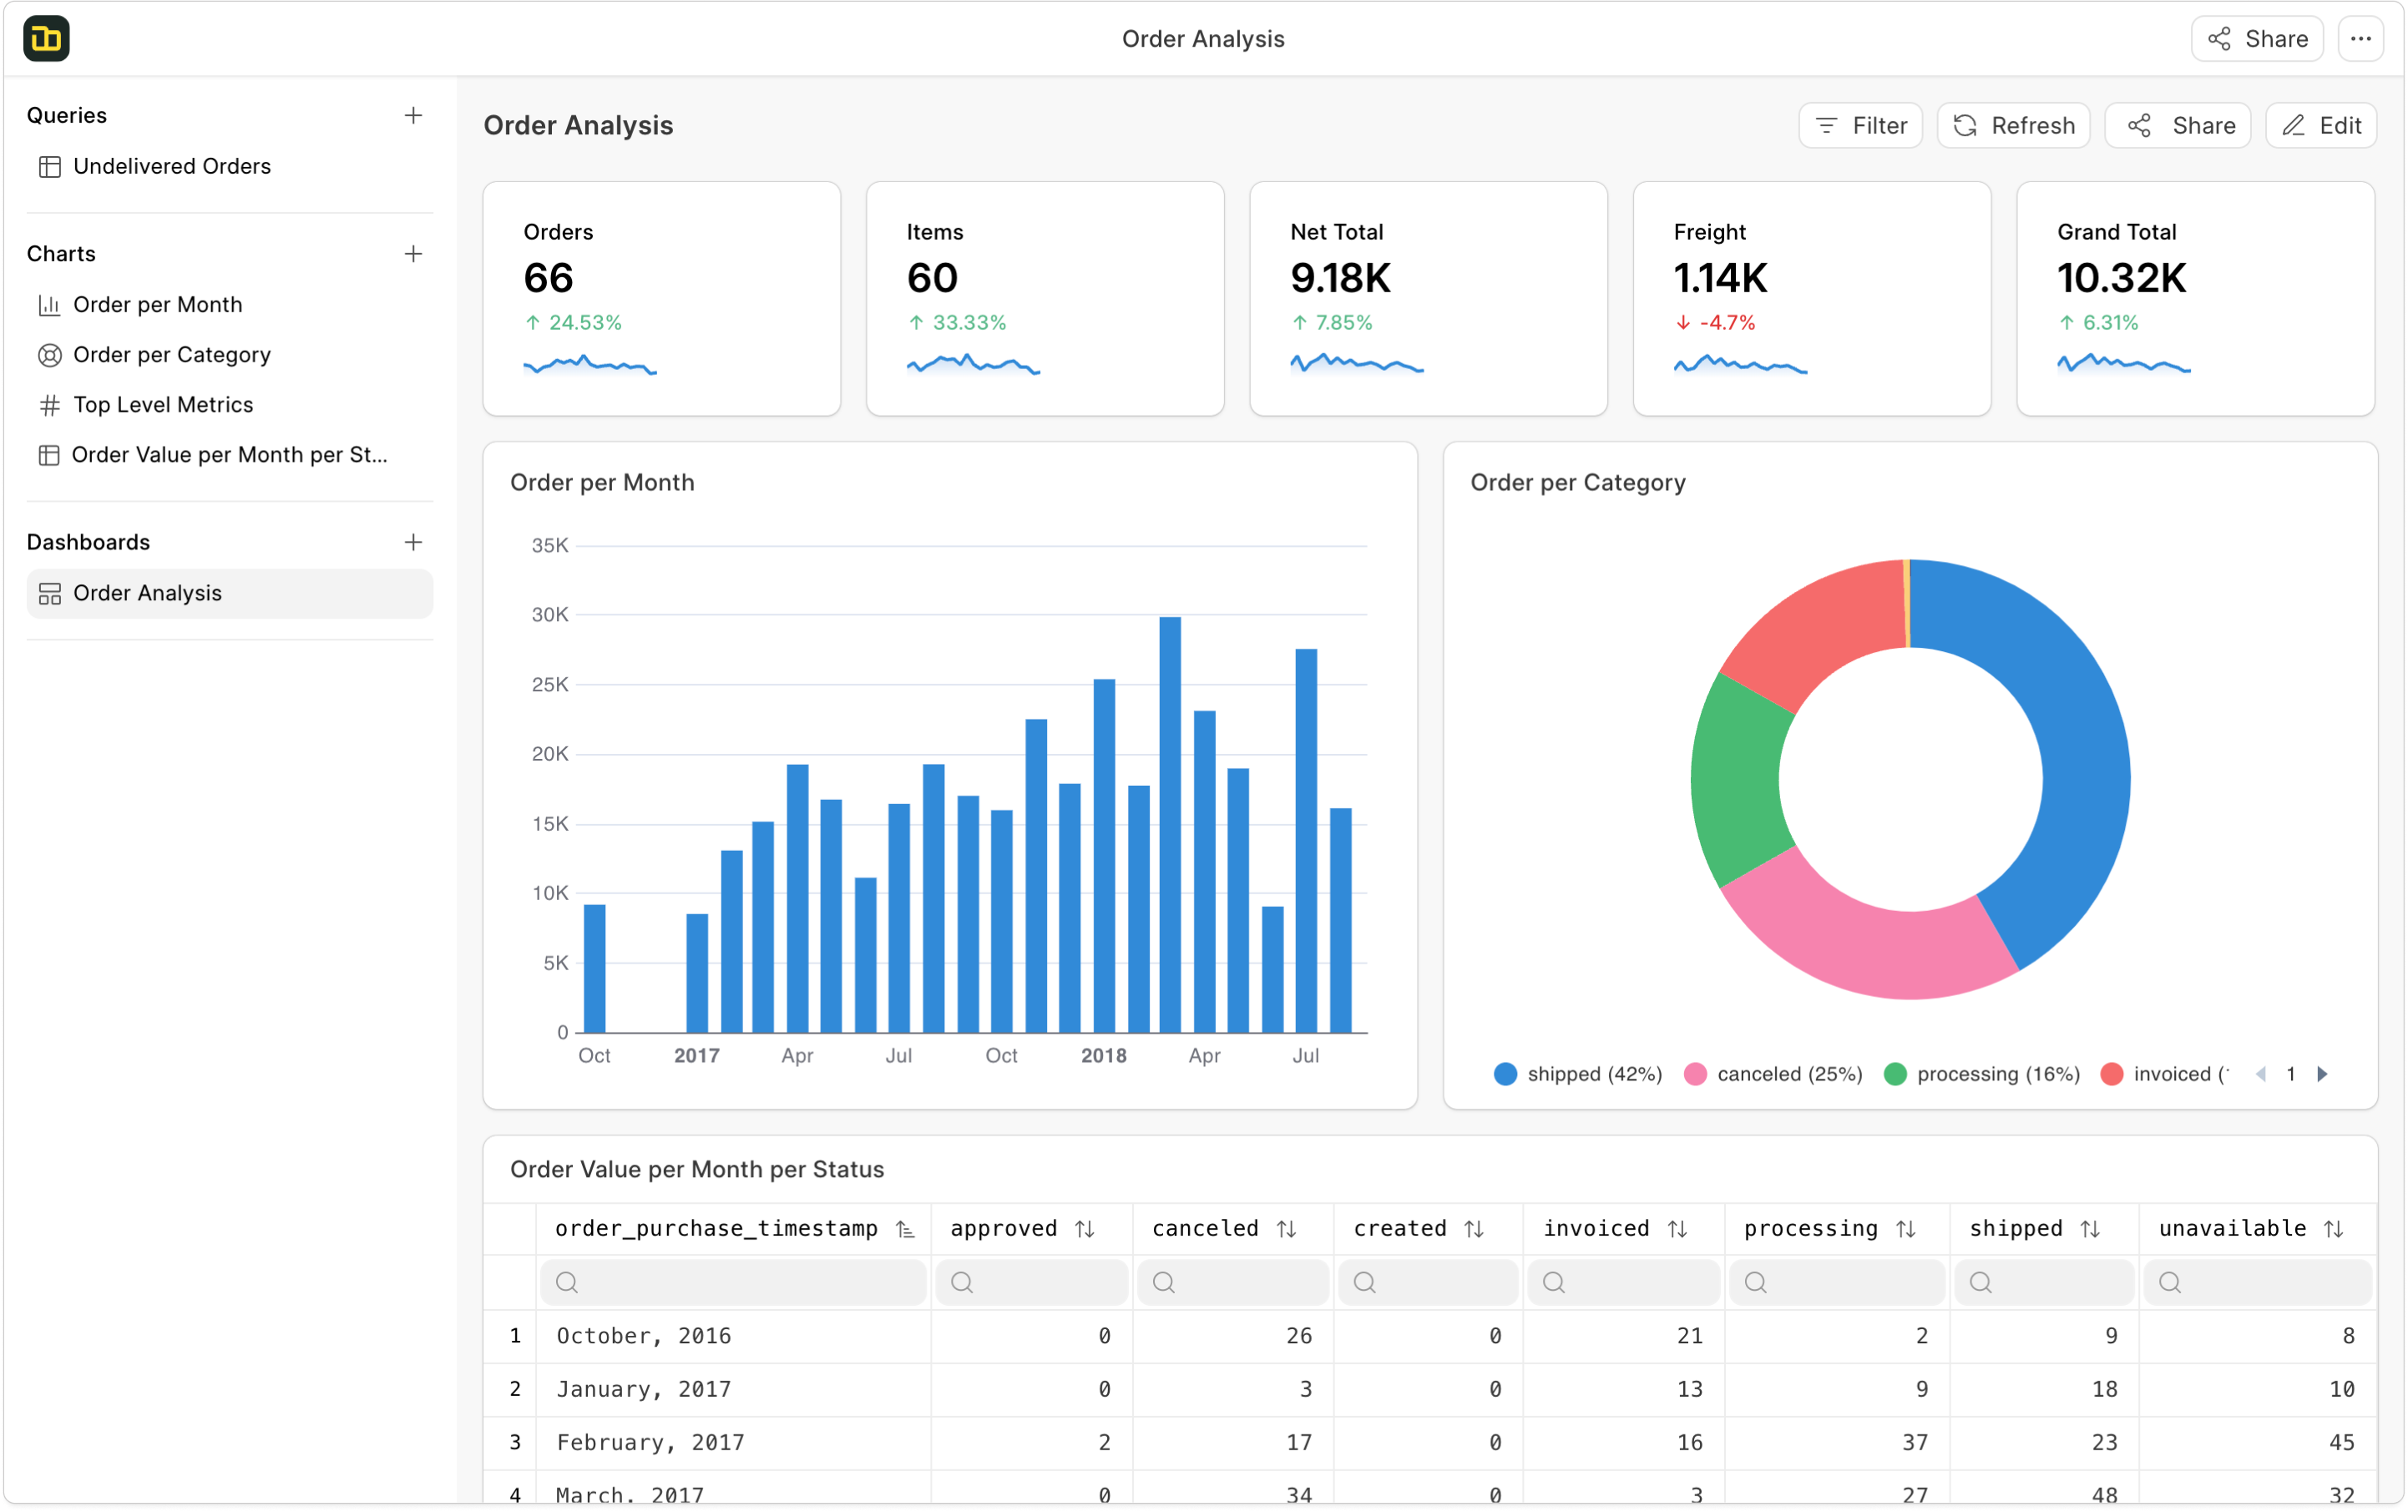 Order Analysis
Share
Queries
Undelivered Orders
Charts
Order per Month
Order per Category
Top Level Metrics
Order Value per Month per St...
Dashboards
Order Analysis
Order Analysis
Filter
Refresh
Share
Edit
Orders
66
24.53%
Items
60
33.33%
Net Total
9.18K
7.85%
Freight
1.14K
-4.7%
Grand Total
10.32K
6.31%
Order per Month
35K
30K
25K
20K
15K
10K
5K
0
Oct 2017 Apr Jul Oct 2018 Apr Jul
Order per Category
shipped (42%) canceled (25%) processing (16%) invoiced ( 1
Order Value per Month per Status
order_purchase_timestamp approved canceled created invoiced processing shipped unavailable
1 October, 2016 0 26 0 21 2 9 8
2 January, 2017 0 3 0 13 9 18 10
3 February, 2017 2 17 0 16 37 23 45
4 March, 2017 0 34 0 3 27 48 32